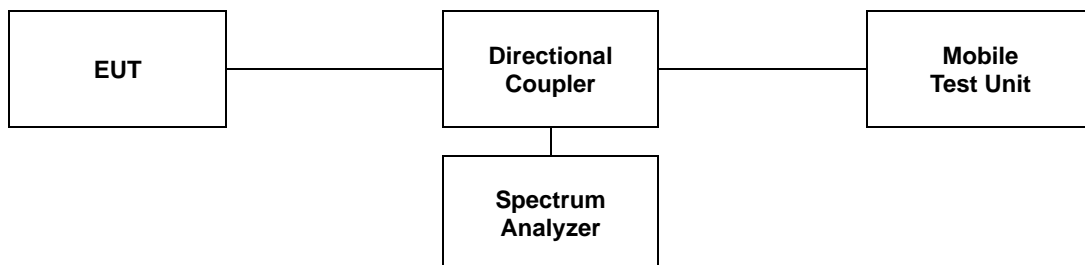 EUT
Directional
Coupler
Mobile
Test Unit
Spectrum
Analyzer